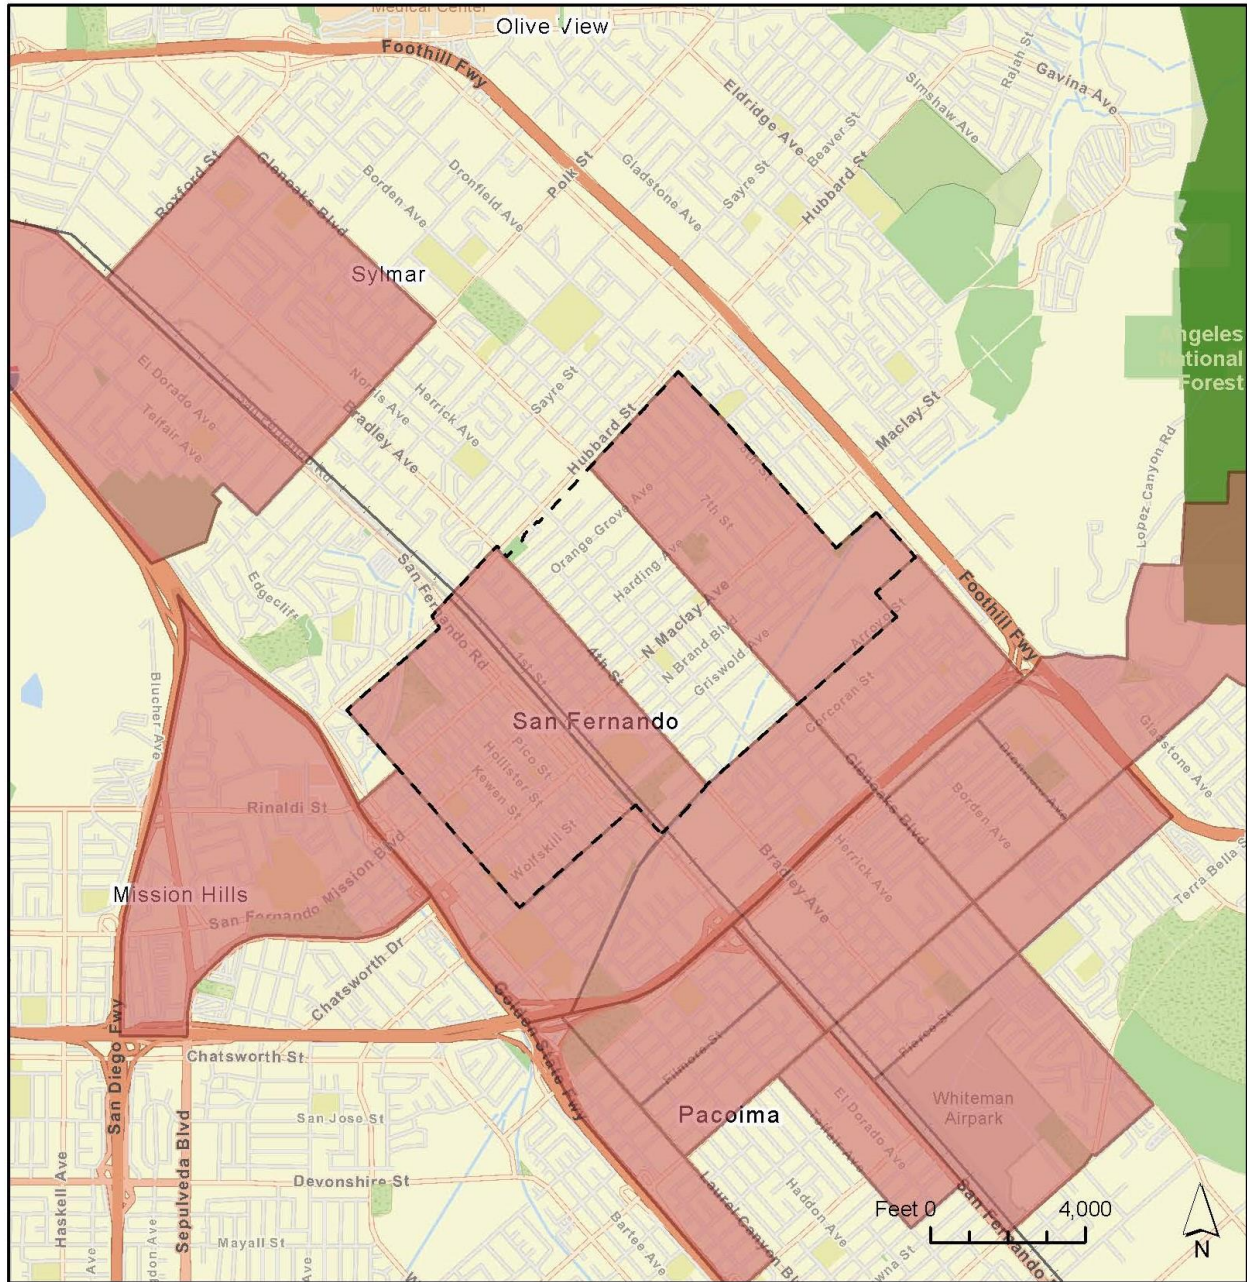 Medical Center
Olive View
Foothill Fwy
Eldridge Ave
Simshaw Ave
Rajah St
Gavina Ave
Beaver St
Hubbard St
Sayre St
Gladstone Ave
Polk St
Dronfield Ave
Borden Ave
Roxford St
Glenoaks Blvd
Sylmar
Angeles
National
Forest
El Dorado Ave
Telfair Ave
San Fernando Rd
Norris Ave
Bradley Ave
Herrick Ave
Sayre St
Hubbard St
Maclay St
Lopez Canyon Rd
7th St
Orange Grove Ave
Harding Ave
N Maclay Ave
N Brand Blvd
Griswold Ave
Arroyo St
Foothill Fwy
San Fernando Rd
1st St
4th St
San Fernando
Corcoran St
Pico St
Hollister St
Kewen St
Wolfskill St
Blucher Ave
Rinaldi St
Mission Hills
San Fernando Mission Blvd
Glenoaks Blvd
Borden Ave
Gladstone Ave
Bradley Ave
Herrick Ave
Terra Bella S
Chatsworth Dr
Golden State Fwy
San Diego Fwy
Chatsworth St
San Jose St
Sepulveda Blvd
Devonshire St
Haskell Ave
Mayall St
Ave
Ave
Filmore St
Pierce St
Pacoima
Whiteman
Airpark
El Dorado Ave
Telfair Ave
Laurel Canyon Bl
Haddon Ave
Bartee Ave
San Fernando
Feet 0
4,000
N